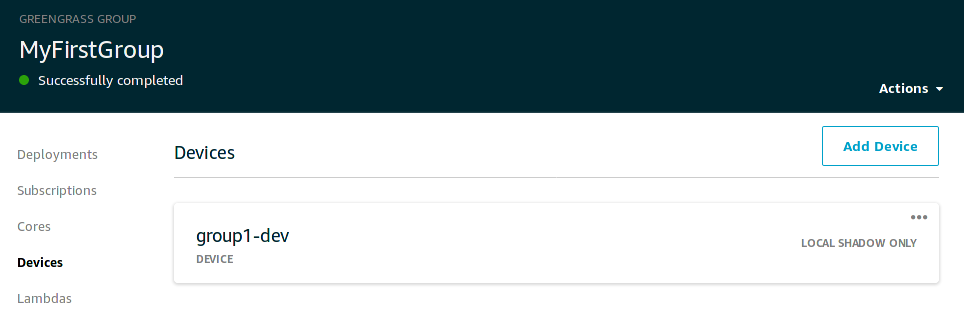 GREENGRASS GROUP
MyFirstGroup
Successfully completed
Actions
Deployments
Subscriptions
Cores
Devices
Lambdas
Devices
Add Device
group1-dev
DEVICE
LOCAL SHADOW ONLY